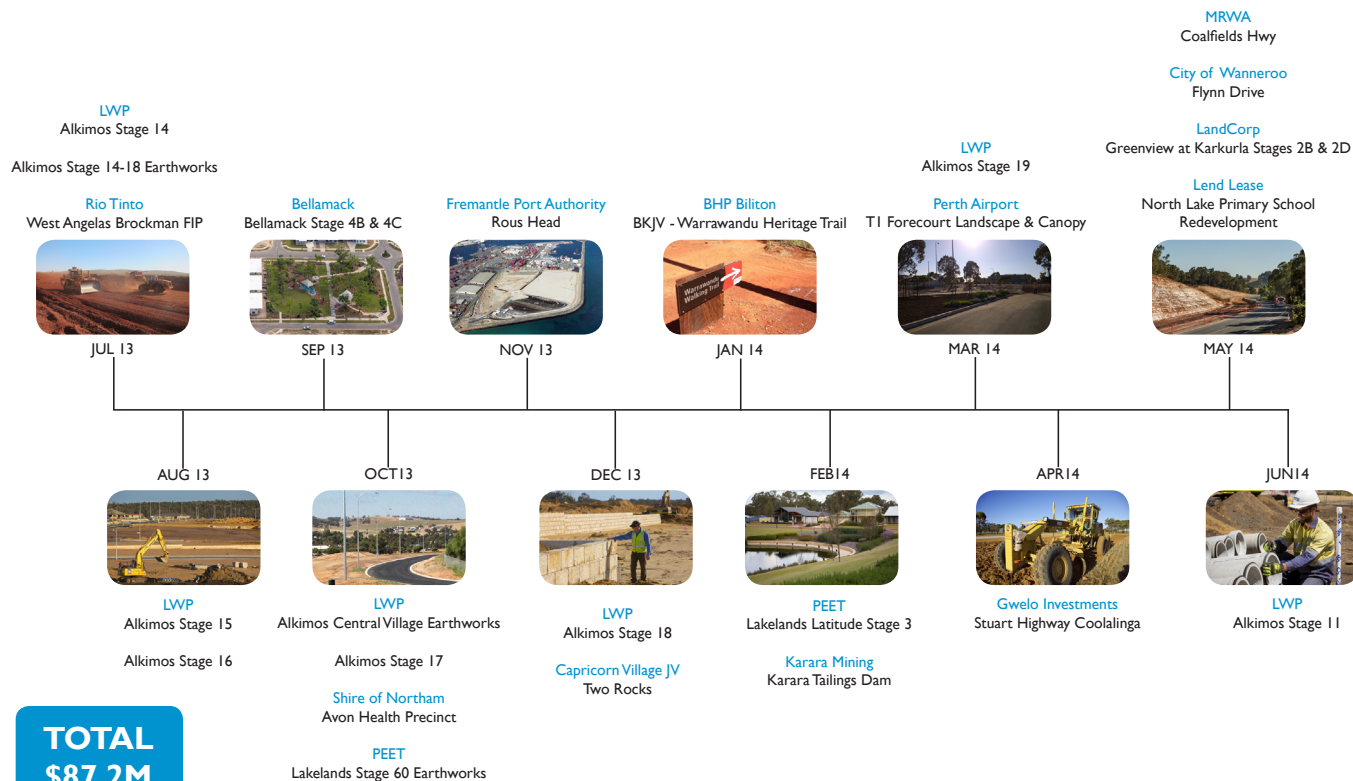 LWP
Alkimos Stage 14
Alkimos Stage 14-18 Earthworks
Rio Tinto
West Angelas Brockman FIP
JUL 13
Bellamack
Bellamack Stage 4B & 4C
SEP 13
Fremantle Port Authority
Rous Head
NOV 13
BHP Biliton
BKJV - Warrawandu Heritage Trail
Warrawandu
Walking Trail
JAN 14
LWP
Alkimos Stage 19
Perth Airport
T1 Forecourt Landscape & Canopy
MAR 14
MRWA
Coalfields Hwy
City of Wanneroo
Flynn Drive
LandCorp
Greenview at Karkurla Stages 2B & 2D
Lend Lease
North Lake Primary School
Redevelopment
MAY 14
AUG 13
LWP
Alkimos Stage 15
Alkimos Stage 16
OCT13
LWP
Alkimos Central Village Earthworks
Alkimos Stage 17
Shire of Northam
Avon Health Precinct
PEET
Lakelands Stage 60 Earthworks
DEC 13
LWP
Alkimos Stage 18
Capricorn Village JV
Two Rocks
FEB14
PEET
Lakelands Latitude Stage 3
Karara Mining
Karara Tailings Dam
APR14
Gwelo Investments
Stuart Highway Coolalinga
JUN14
LWP
Alkimos Stage 11
TOTAL
$87.2M